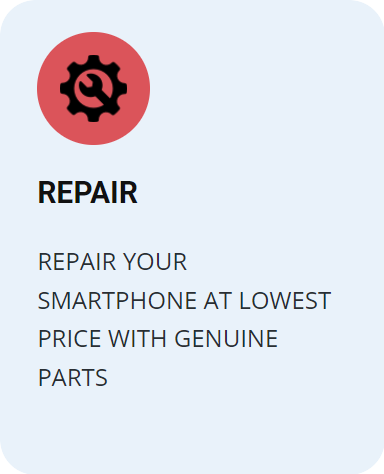 REPAIR
REPAIR YOUR
SMARTPHONE AT LOWEST
PRICE WITH GENUINE
PARTS